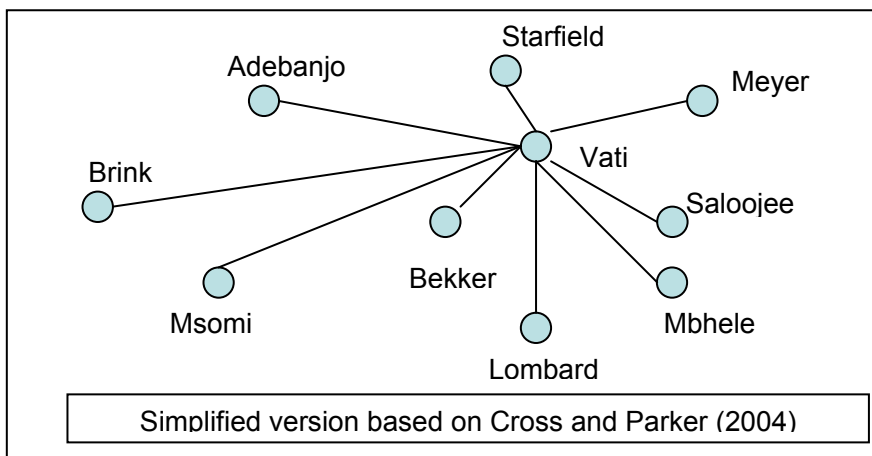 Starfield
Adebanjo
Meyer
Vati
Brink
Saloojee
Bekker
Msomi
Mbhele
Lombard
Simplified version based on Cross and Parker (2004)